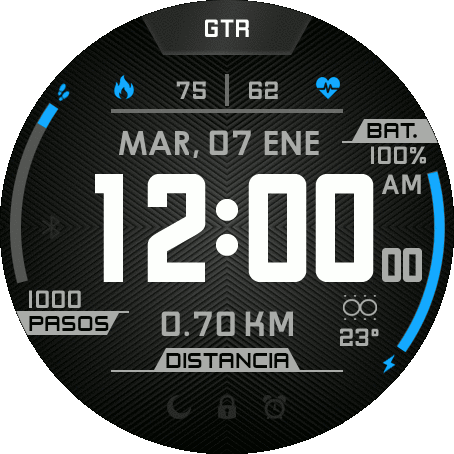 GTR
75 62
MAR, 07 ENE
BAT.
100%
12:00 AM
00
1000
PASOS
0.70 KM
23°
DISTANCIA